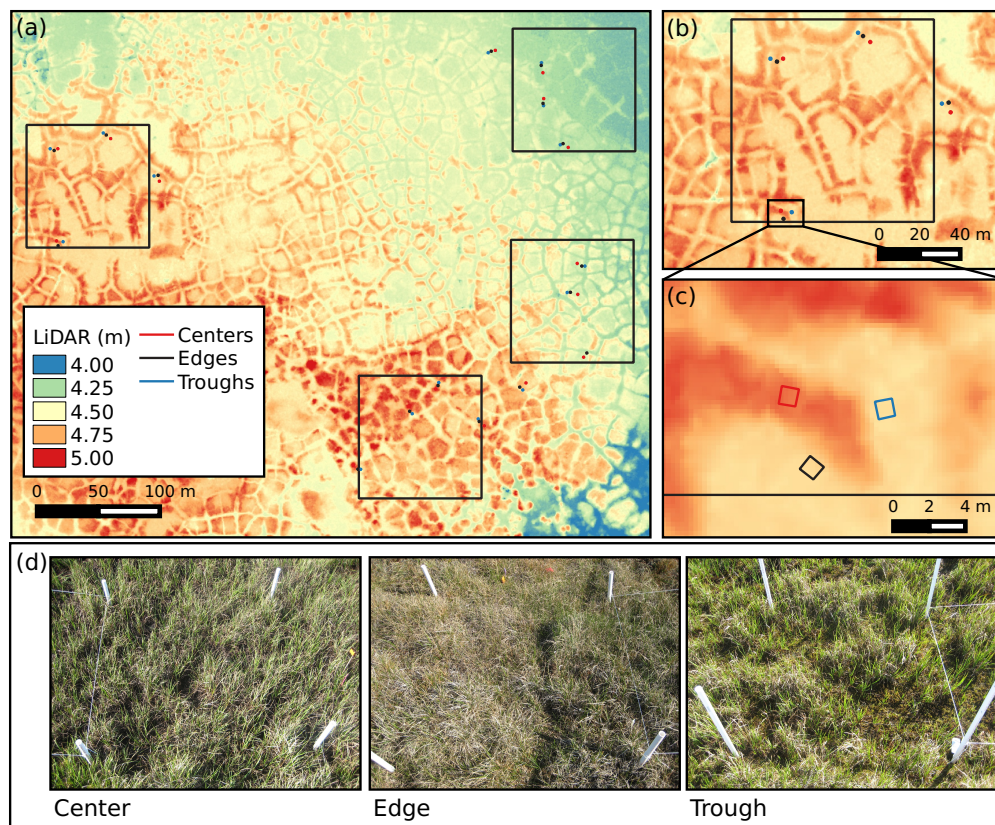 (a)
LiDAR (m)
4.00
4.25
4.50
4.75
5.00
Centers
Edges
Troughs
0 50 100 m
(b)
0 20 40 m
(c)
0 2 4 m
(d)
Center
Edge
Trough